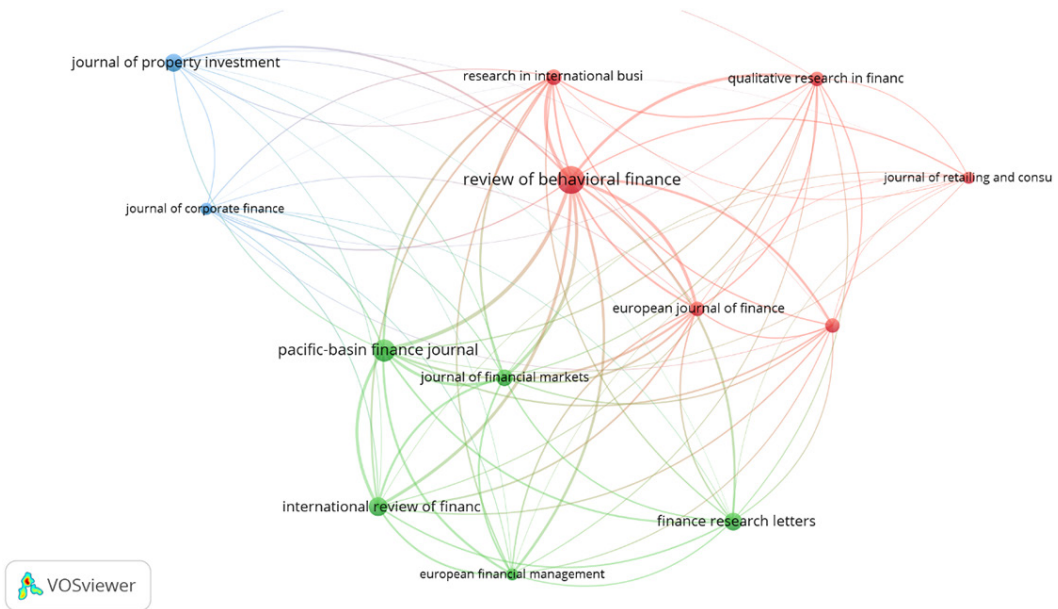 journal of property investment
research in international busi
qualitative research in financ
review of behavioral finance
journal of retailing and consu
journal of corporate finance
european journal of finance
pacific-basin finance journal
journal of financial markets
international review of financ
finance research letters
european financial management
VOSviewer